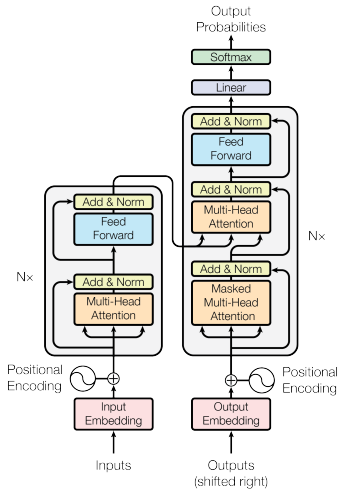 Output
Probabilities
Softmax
Linear
Add & Norm
Feed
Forward
Add & Norm
Multi-Head
Attention
Add & Norm
Masked
Multi-Head
Attention
N×
Positional
Encoding
Output
Embedding
Outputs
(shifted right)
Add & Norm
Feed
Forward
Add & Norm
Multi-Head
Attention
N×
Positional
Encoding
Input
Embedding
Inputs